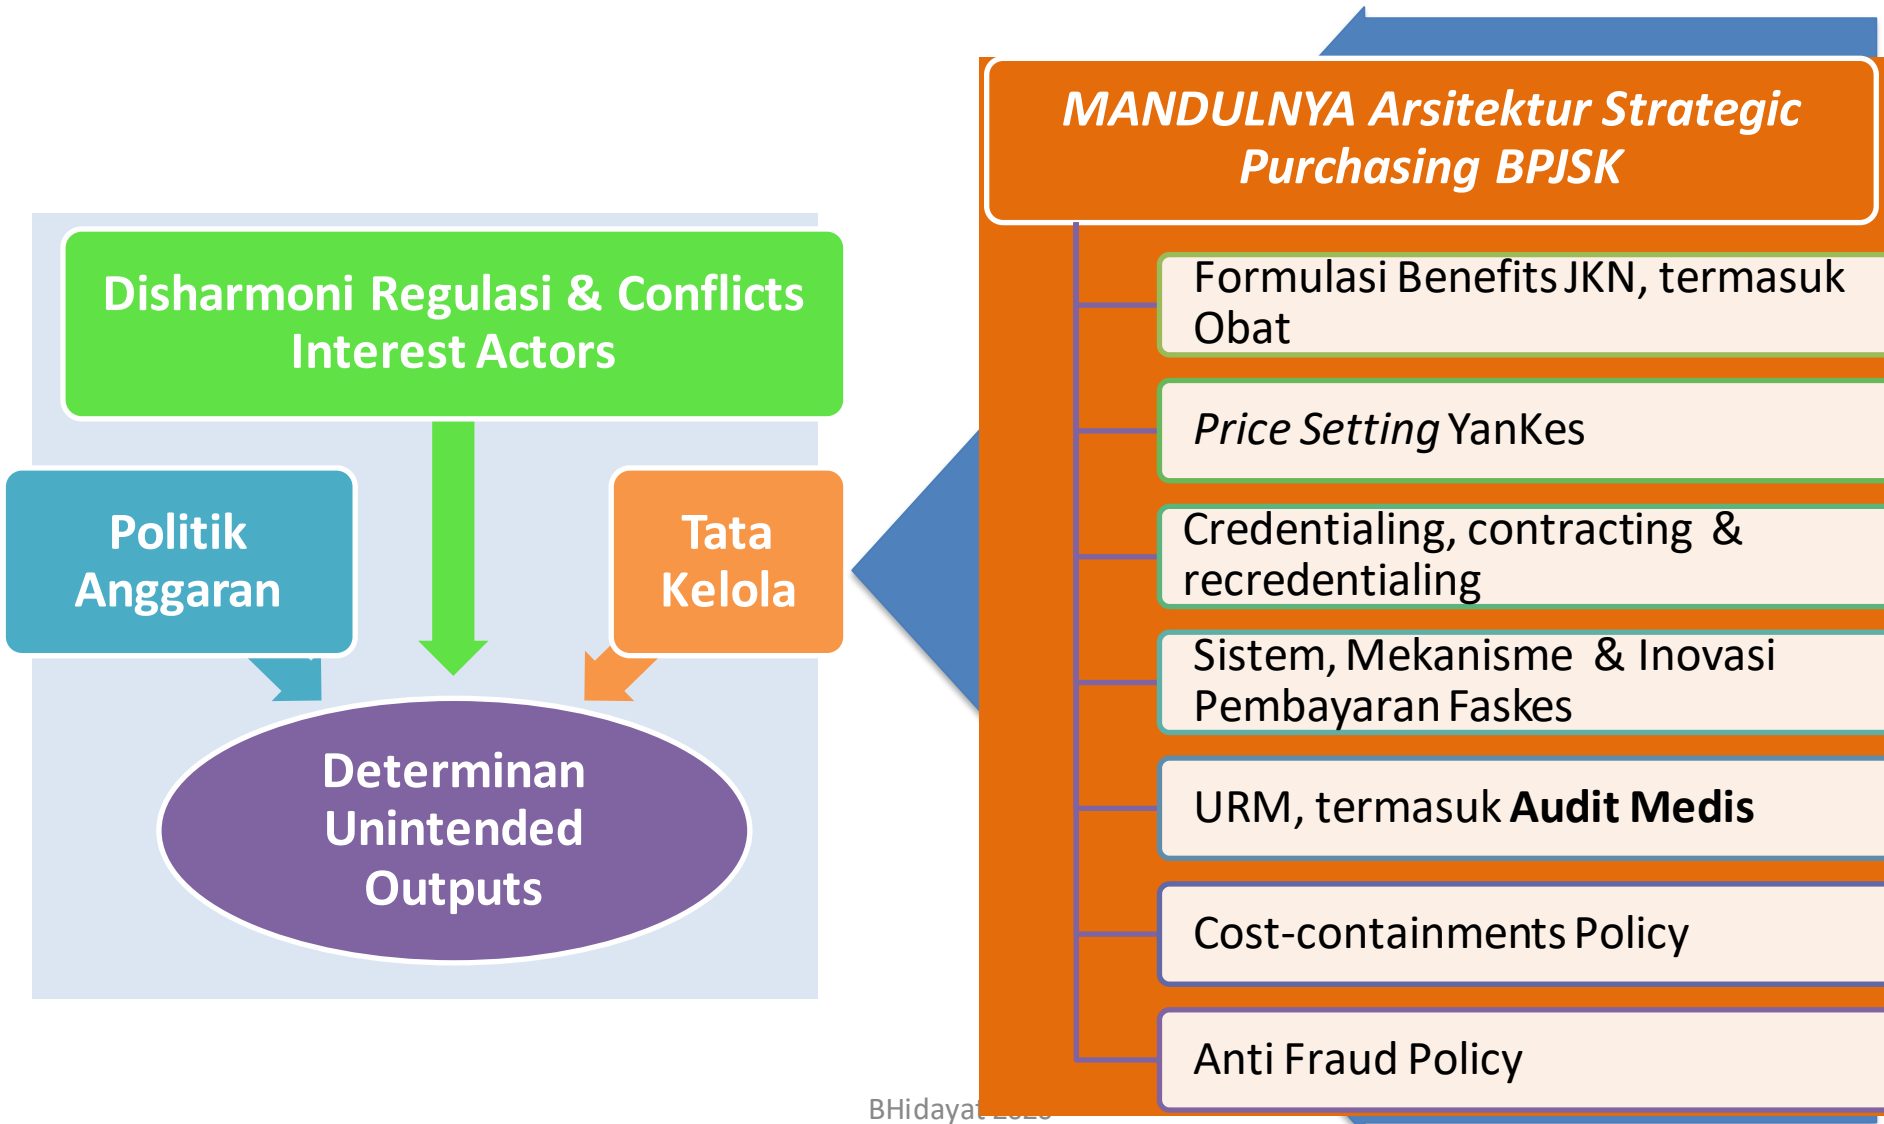 MANDULNYA Arsitektur Strategic
Purchasing BPJSK
Disharmoni Regulasi & Conflicts
Interest Actors
Politik
Anggaran
Tata
Kelola
Determinan
Unintended
Outputs
Formulasi Benefits JKN, termasuk
Obat
Price Setting YanKes
Credentialing, contracting &
recredentialing
Sistem, Mekanisme & Inovasi
Pembayaran Faskes
URM, termasuk Audit Medis
Cost-containments Policy
Anti Fraud Policy
BHidayat